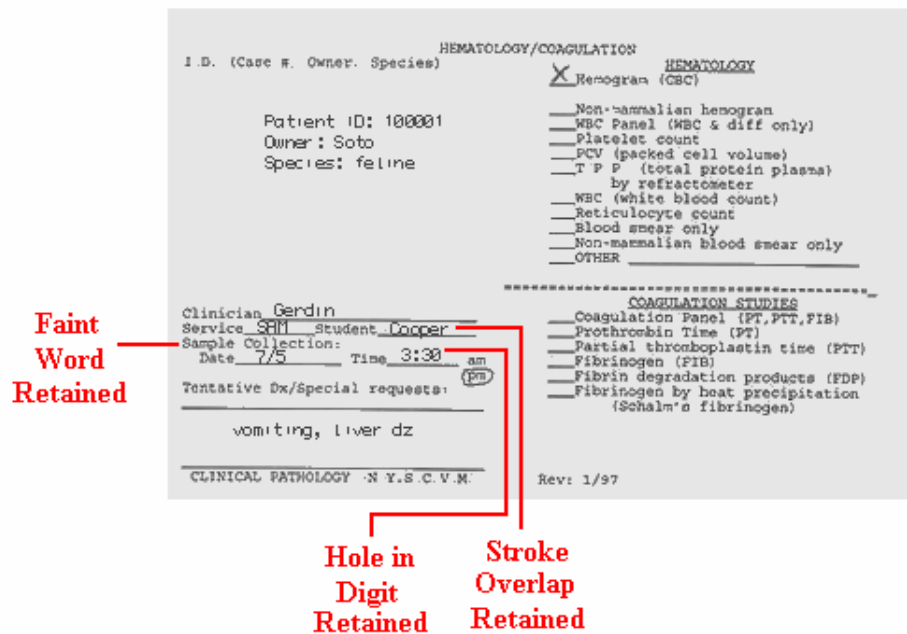 HEMATOLOGY/COAGULATION
I.D. (Case #. Owner. Species)
Patient ID: 100001
Owner: Soto
Species: feline
HEMATOLOGY
X Hemogram (CBC)
Non-mammalian hemogram
WBC Panel (WBC & diff only)
Platelet count
PCV (packed cell volume)
T P P (total protein plasma)
by refractometer
WBC (white blood count)
Reticulocyte count
Blood smear only
Non-mammalian blood smear only
OTHER
Clinician Gerdin
Service SAM Student Cooper
Sample Collection:
Date 7/5 Time 3:30 am
pm
Tentative Dx/Special requests:
vomiting, liver dz
CLINICAL PATHOLOGY -N Y.S.C.V.M.
COAGULATION STUDIES
Coagulation Panel (PT,PTT,FIB)
Prothrombin Time (PT)
Partial thromboplastin time (PTT)
Fibrinogen (FIB)
Fibrin degradation products (FDP)
Fibrinogen by heat precipitation
(Schalm's fibrinogen)
Rev: 1/97
Faint
Word
Retained
Hole in
Digit
Retained
Stroke
Overlap
Retained